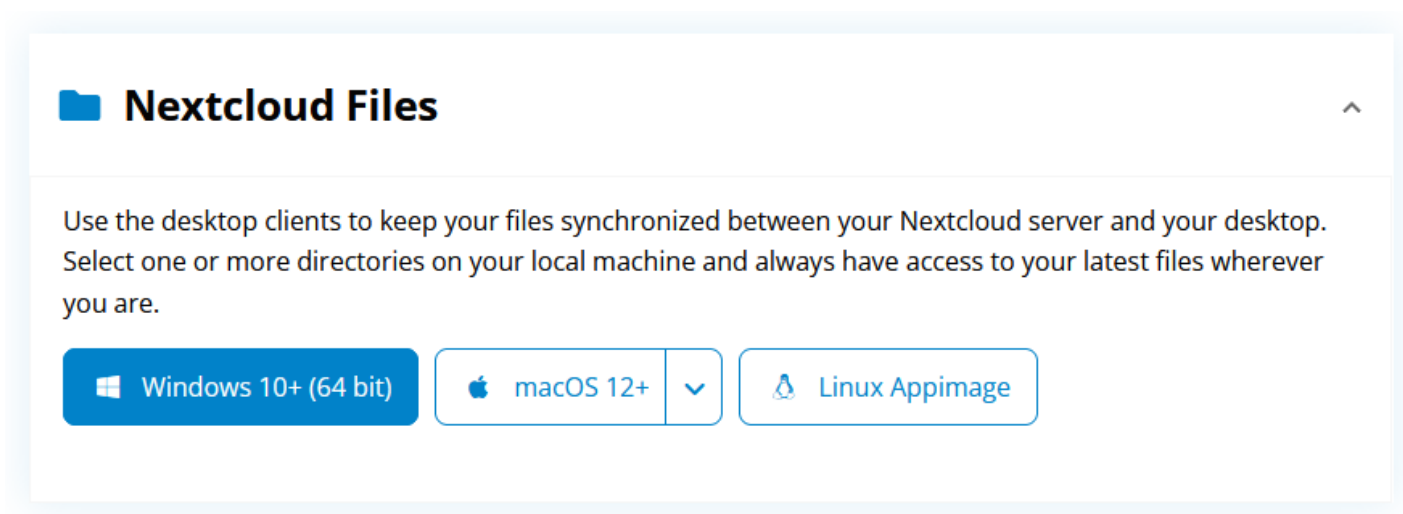 Nextcloud Files
Use the desktop clients to keep your files synchronized between your Nextcloud server and your desktop.
Select one or more directories on your local machine and always have access to your latest files wherever
you are.
Windows 10+ (64 bit)
macOS 12+
Linux Appimage